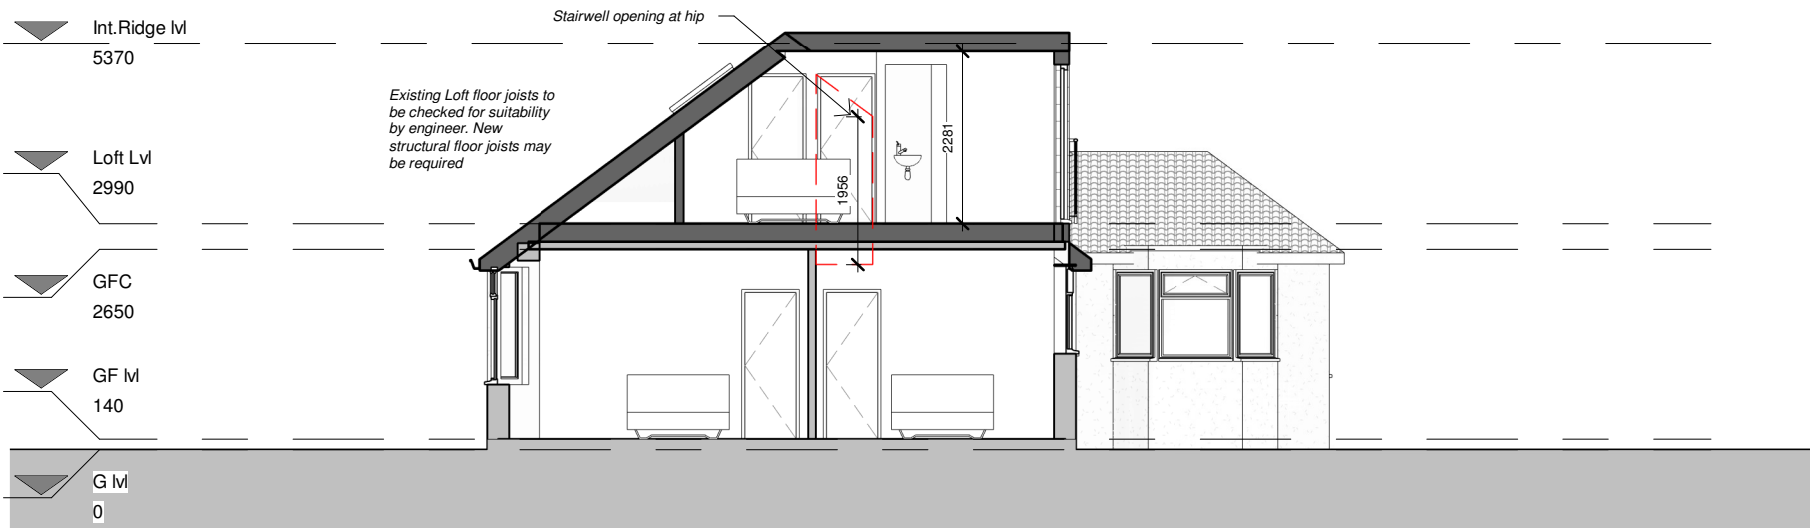 Stairwell opening at hip
Int.Ridge lvl
5370
Existing Loft floor joists to
be checked for suitability
by engineer. New
structural floor joists may
be required
2281
Loft Lvl
2990
1956
GFC
2650
GF lvl
140
G lvl
0